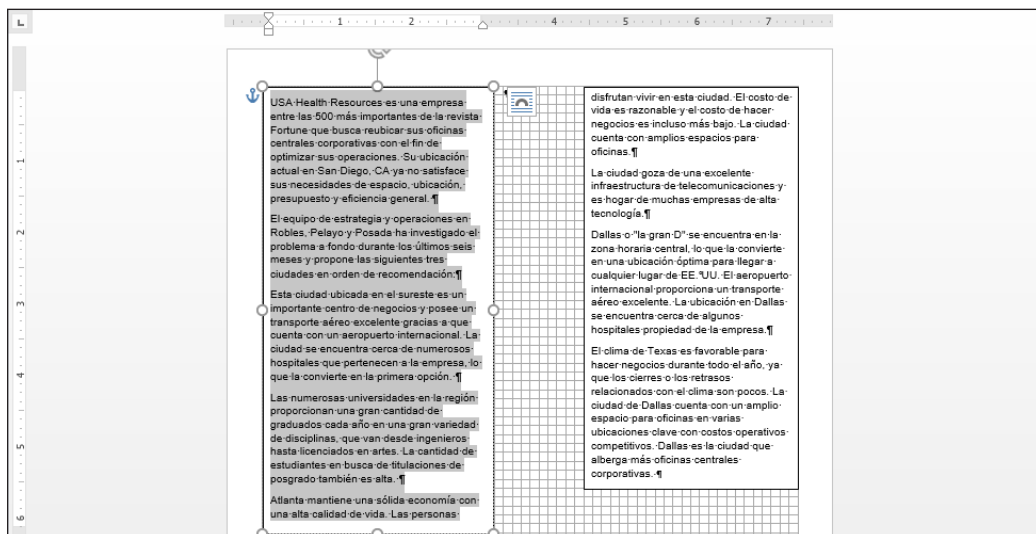 L
1 2 4 5 6 7
USA Health Resources es una empresa
entre las 500 más importantes de la revista
Fortune que busca reubicar sus oficinas
centrales corporativas con el fin de
optimizar sus operaciones. Su ubicación
actual en San Diego, CA ya no satisface
sus necesidades de espacio, ubicación,
presupuesto y eficiencia general. ¶
El equipo de estrategia y operaciones en
Robles, Pelayo y Posada ha investigado el
problema a fondo durante los últimos seis
meses y propone las siguientes tres
ciudades en orden de recomendación:¶
Esta ciudad ubicada en el sureste es un
importante centro de negocios y posee un
transporte aéreo excelente gracias a que
cuenta con un aeropuerto internacional. La
ciudad se encuentra cerca de numerosos
hospitales que pertenecen a la empresa, lo
que la convierte en la primera opción. ¶
Las numerosas universidades en la región
proporcionan una gran cantidad de
graduados cada año en una gran variedad
de disciplinas, que van desde ingenieros
hasta licenciados en artes. La cantidad de
estudiantes en busca de titulaciones de
posgrado también es alta. ¶
Atlanta mantiene una sólida economía con
una alta calidad de vida. Las personas
disfrutan vivir en esta ciudad. El costo de
vida es razonable y el costo de hacer
negocios es incluso más bajo. La ciudad
cuenta con amplios espacios para
oficinas.¶
La ciudad goza de una excelente
infraestructura de telecomunicaciones y
es hogar de muchas empresas de alta
tecnología.¶
Dallas o "la gran D" se encuentra en la
zona horaria central, lo que la convierte
en una ubicación óptima para llegar a
cualquier lugar de EE.°UU. El aeropuerto
internacional proporciona un transporte
aéreo excelente. La ubicación en Dallas
se encuentra cerca de algunos
hospitales propiedad de la empresa.¶
El clima de Texas es favorable para
hacer negocios durante todo el año, ya
que los cierres o los retrasos
relacionados con el clima son pocos. La
ciudad de Dallas cuenta con un amplio
espacio para oficinas en varias
ubicaciones clave con costos operativos
competitivos. Dallas es la ciudad que
alberga más oficinas centrales
corporativas. ¶
1
2
3
4
5
6